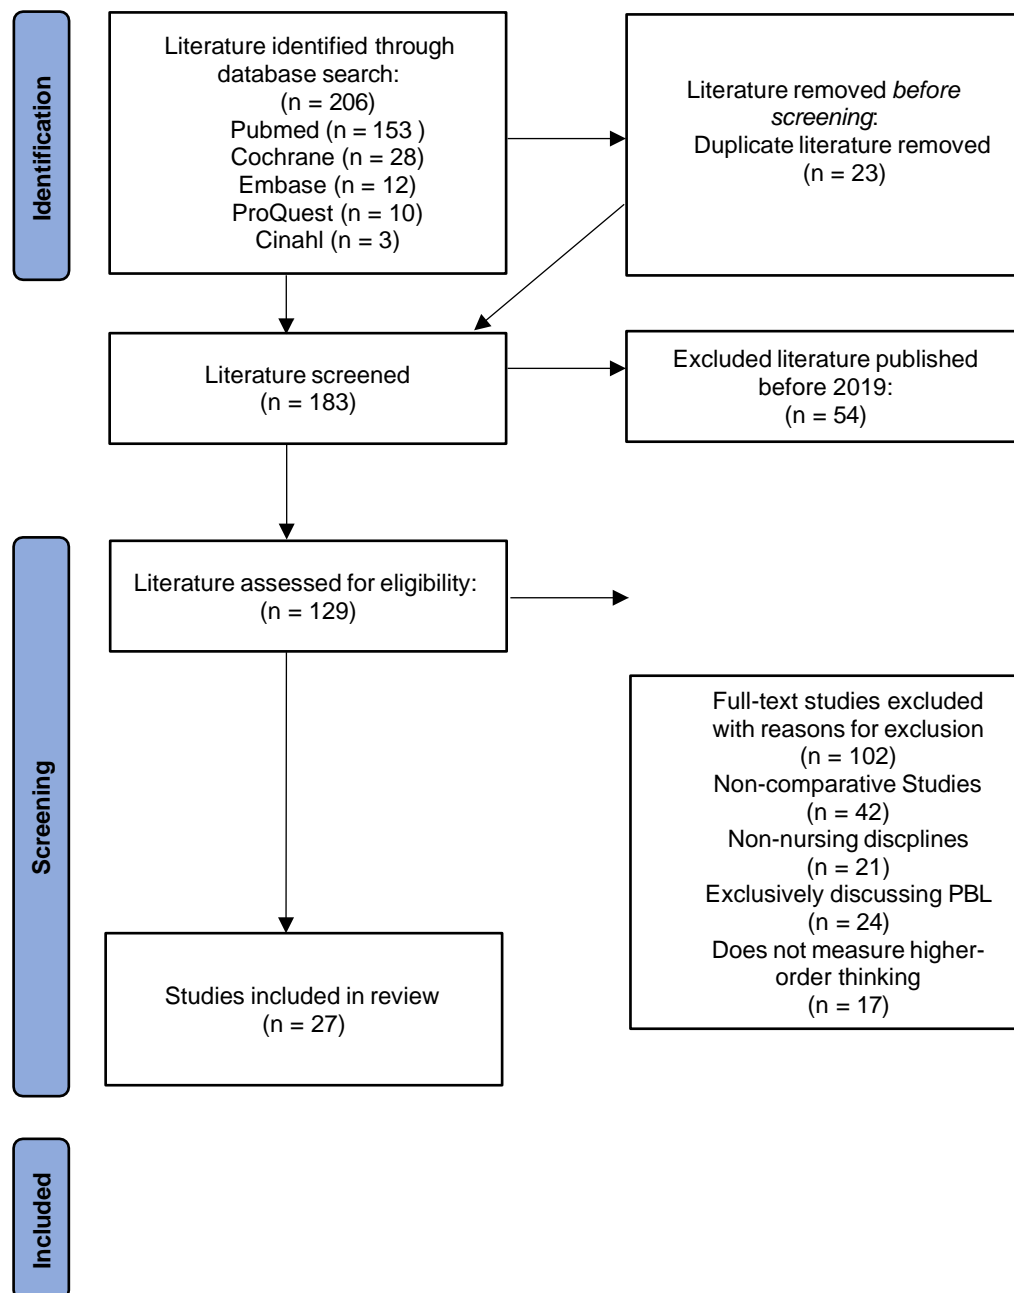 Identification
Literature identified through
database search:
(n = 206)
Pubmed (n = 153 )
Cochrane (n = 28)
Embase (n = 12)
ProQuest (n = 10)
Cinahl (n = 3)
Literature removed before
screening:
Duplicate literature removed
(n = 23)
Literature screened
(n = 183)
Excluded literature published
before 2019:
(n = 54)
Screening
Literature assessed for eligibility:
(n = 129)
Full-text studies excluded
with reasons for exclusion
(n = 102)
Non-comparative Studies
(n = 42)
Non-nursing discplines
(n = 21)
Exclusively discussing PBL
(n = 24)
Does not measure higher-
order thinking
(n = 17)
Studies included in review
(n = 27)
Included